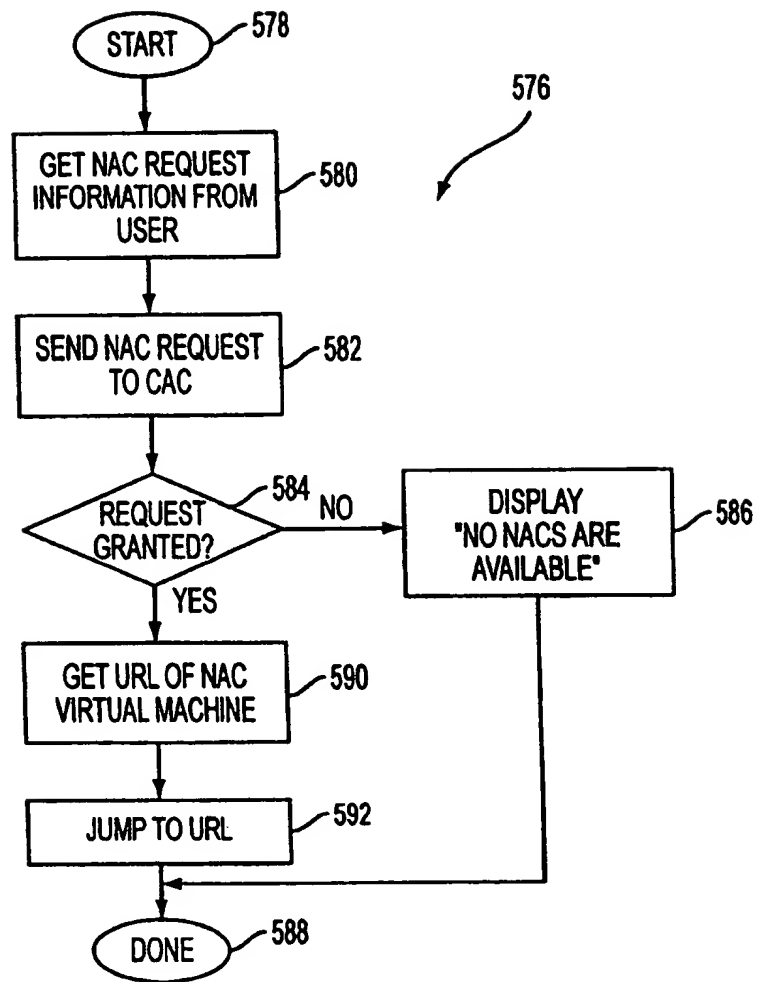 START
578
576
GET NAC REQUEST
INFORMATION FROM
USER
580
SEND NAC REQUEST
TO CAC
582
REQUEST
GRANTED?
584
NO
DISPLAY
"NO NACS ARE
AVAILABLE"
586
YES
GET URL OF NAC
VIRTUAL MACHINE
590
JUMP TO URL
592
DONE
588